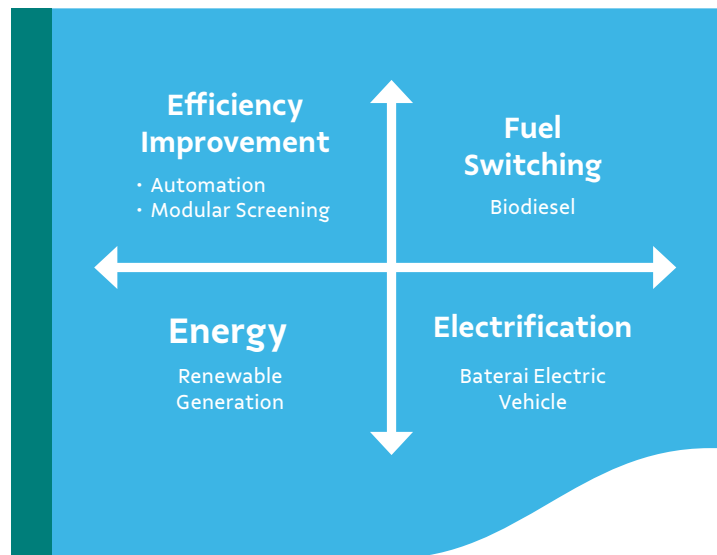 Efficiency
Improvement
• Automation
• Modular Screening
Fuel
Switching
Biodiesel
Energy
Renewable
Generation
Electrification
Baterai Electric
Vehicle